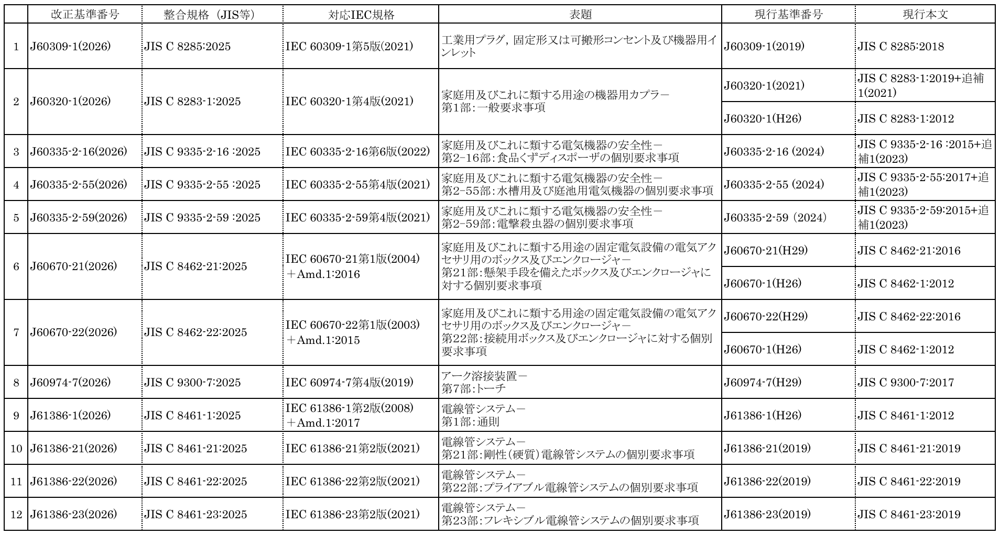 改正基準番号 整合規格（JIS等） 対応IEC規格 表題 現行基準番号 現行本文
1 J60309-1(2026) JIS C 8285:2025 IEC 60309-1第5版(2021) 工業用プラグ，固定形又は可搬形コンセント及び機器用イ
ンレット J60309-1(2019) JIS C 8285:2018
2 J60320-1(2026) JIS C 8283-1:2025 IEC 60320-1第4版(2021) 家庭用及びこれに類する用途の機器用カプラ－
第1部：一般要求事項
J60320-1(2021) JIS C 8283-1:2019+追補
1(2021)
J60320-1(H26) JIS C 8283-1:2012
3 J60335-2-16(2026) JIS C 9335-2-16 :2025 IEC 60335-2-16第6版(2022) 家庭用及びこれに類する電気機器の安全性－
第2-16部：食品くずディスポーザの個別要求事項 J60335-2-16 (2024) JIS C 9335-2-16 :2015+追
補1(2023)
4 J60335-2-55(2026) JIS C 9335-2-55 :2025 IEC 60335-2-55第4版(2021) 家庭用及びこれに類する電気機器の安全性－
第2-55部：水槽用及び庭池用電気機器の個別要求事項 J60335-2-55 (2024) JIS C 9335-2-55:2017+追
補1(2023)
5 J60335-2-59(2026) JIS C 9335-2-59 :2025 IEC 60335-2-59第4版(2021) 家庭用及びこれに類する電気機器の安全性－
第2-59部：電撃殺虫器の個別要求事項 J60335-2-59（2024） JIS C 9335-2-59:2015+追
補1(2023)
6 J60670-21(2026) JIS C 8462-21:2025 IEC 60670-21第1版(2004)
＋Amd.1:2016 家庭用及びこれに類する用途の固定電気設備の電気アク
セサリ用のボックス及びエンクロージャ－
第21部：懸架手段を備えたボックス及びエンクロージャに
対する個別要求事項
J60670-21(H29) JIS C 8462-21:2016
J60670-1(H26) JIS C 8462-1:2012
7 J60670-22(2026) JIS C 8462-22:2025 IEC 60670-22第1版(2003)
＋Amd.1:2015 家庭用及びこれに類する用途の固定電気設備の電気アク
セサリ用のボックス及びエンクロージャ－
第22部：接続用ボックス及びエンクロージャに対する個別
要求事項
J60670-22(H29) JIS C 8462-22:2016
J60670-1(H26) JIS C 8462-1:2012
8 J60974-7(2026) JIS C 9300-7:2025 IEC 60974-7第4版(2019) アーク溶接装置－
第7部：トーチ J60974-7(H29) JIS C 9300-7:2017
9 J61386-1(2026) JIS C 8461-1:2025 IEC 61386-1第2版(2008)
＋Amd.1:2017 電線管システム－
第1部：通則 J61386-1(H26) JIS C 8461-1:2012
10 J61386-21(2026) JIS C 8461-21:2025 IEC 61386-21第2版(2021) 電線管システム－
第21部：剛性（硬質）電線管システムの個別要求事項 J61386-21(2019) JIS C 8461-21:2019
11 J61386-22(2026) JIS C 8461-22:2025 IEC 61386-22第2版(2021) 電線管システム－
第22部：プライアブル電線管システムの個別要求事項 J61386-22(2019) JIS C 8461-22:2019
12 J61386-23(2026) JIS C 8461-23:2025 IEC 61386-23第2版(2021) 電線管システム－
第23部：フレキシブル電線管システムの個別要求事項 J61386-23(2019) JIS C 8461-23:2019